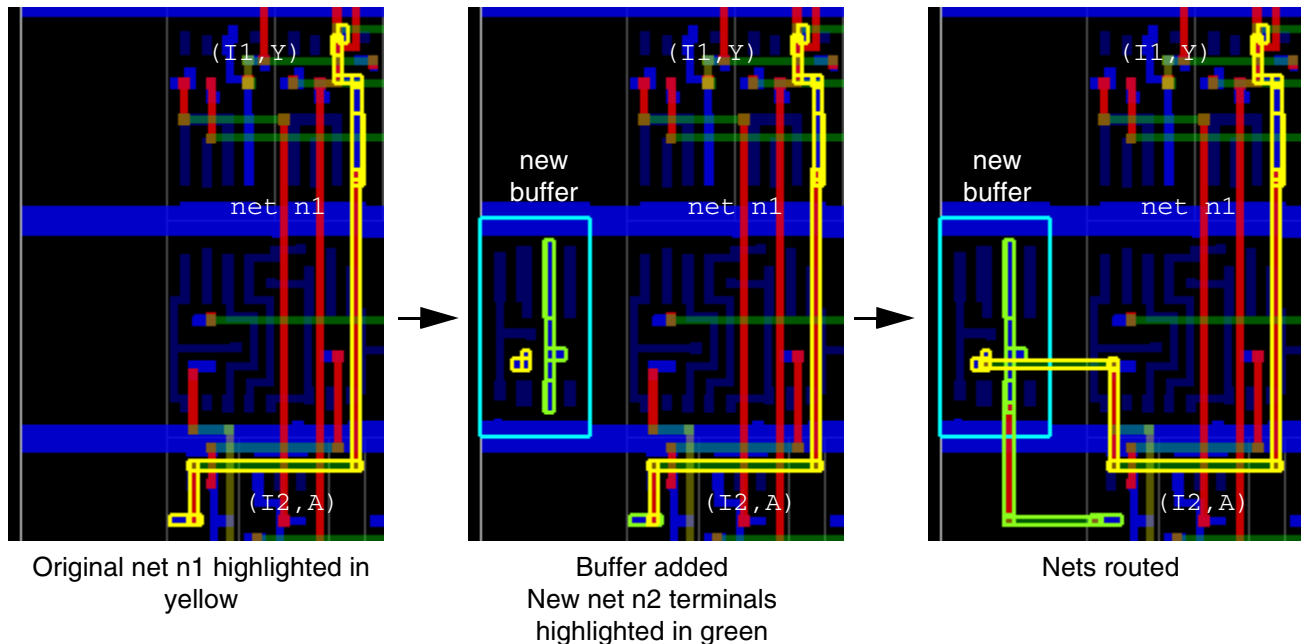 (I1,Y)
net n1
(I2,A)
Original net n1 highlighted in
yellow
(I1,Y)
new
buffer
net n1
(I2,A)
Buffer added
New net n2 terminals
highlighted in green
(I1,Y)
new
buffer
net n1
(I2,A)
Nets routed